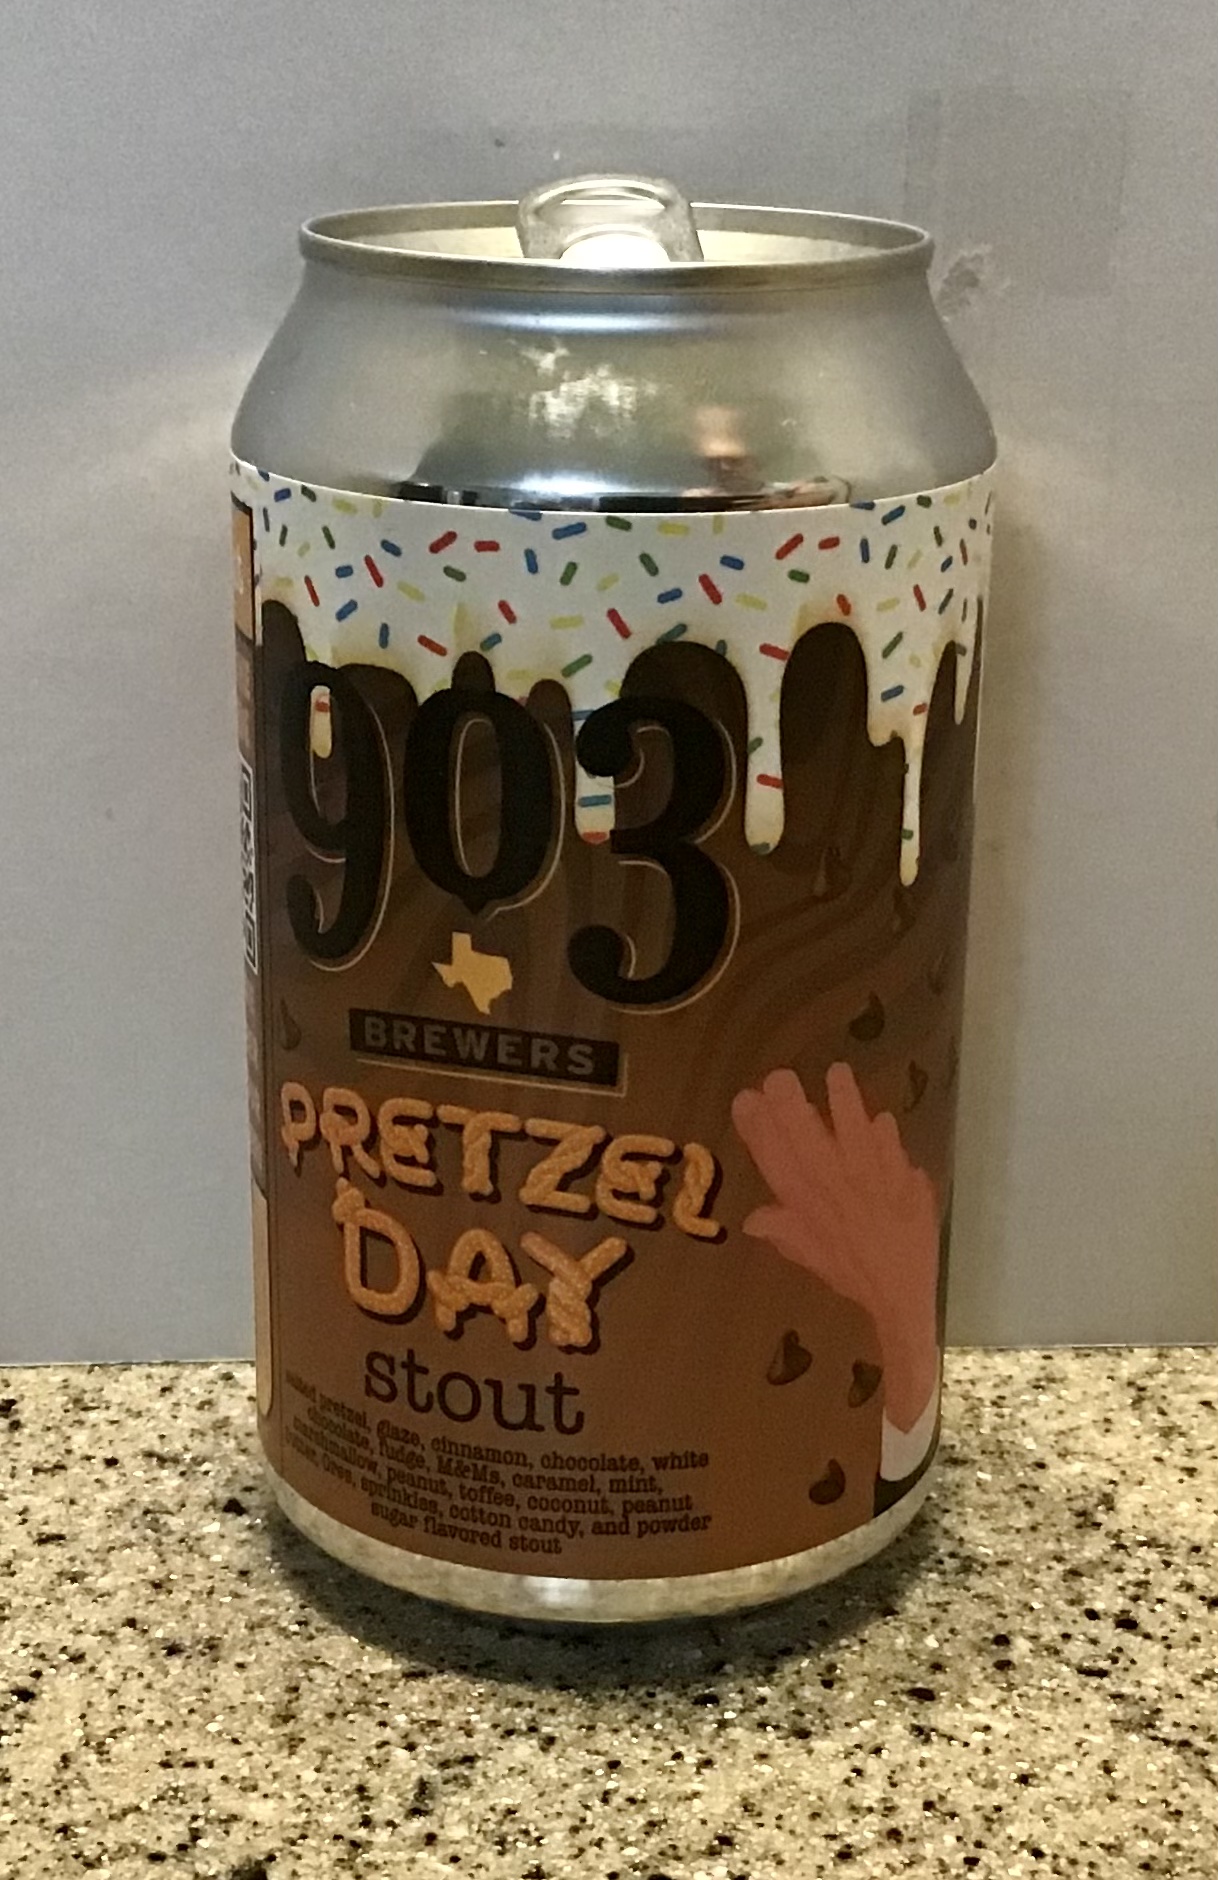 903
BREWERS
PRETZEL
DAY
stout
salted pretzel, glaze, cinnamon, chocolate, white
chocolate, fudge, M&Ms, caramel, mint,
marshmallow, peanut, toffee, coconut, peanut
butter, Oreo, sprinkles, cotton candy, and powder
sugar flavored stout